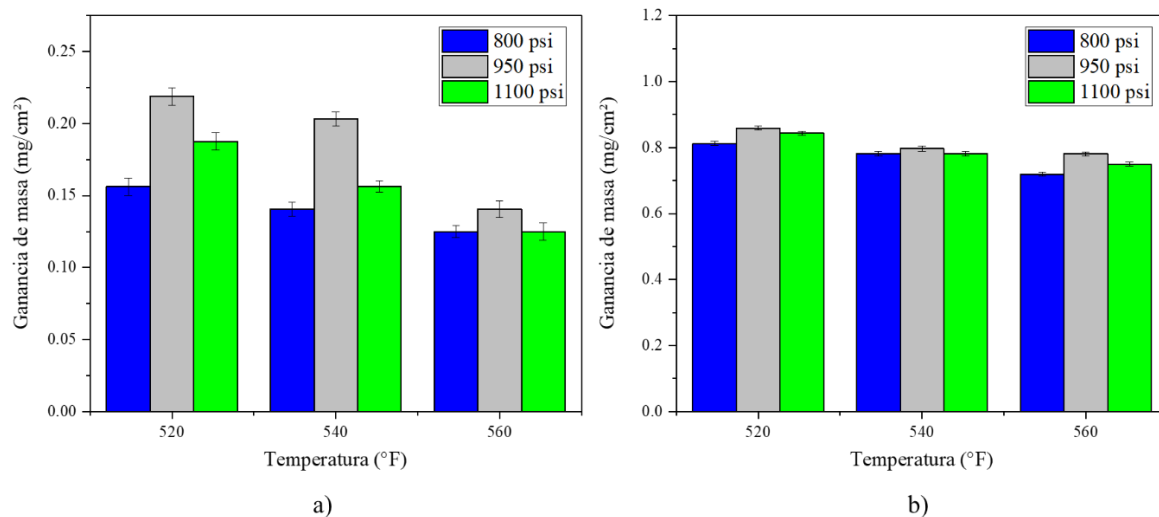 0.25
0.20
0.15
0.10
0.05
0.00
Ganancia de masa (mg/cm²)
800 psi
950 psi
1100 psi
520
540
560
Temperatura (°F)
a)
1.2
1.0
0.8
0.6
0.4
0.2
0.0
Ganancia de masa (mg/cm²)
800 psi
950 psi
1100 psi
520
540
560
Temperatura (°F)
b)